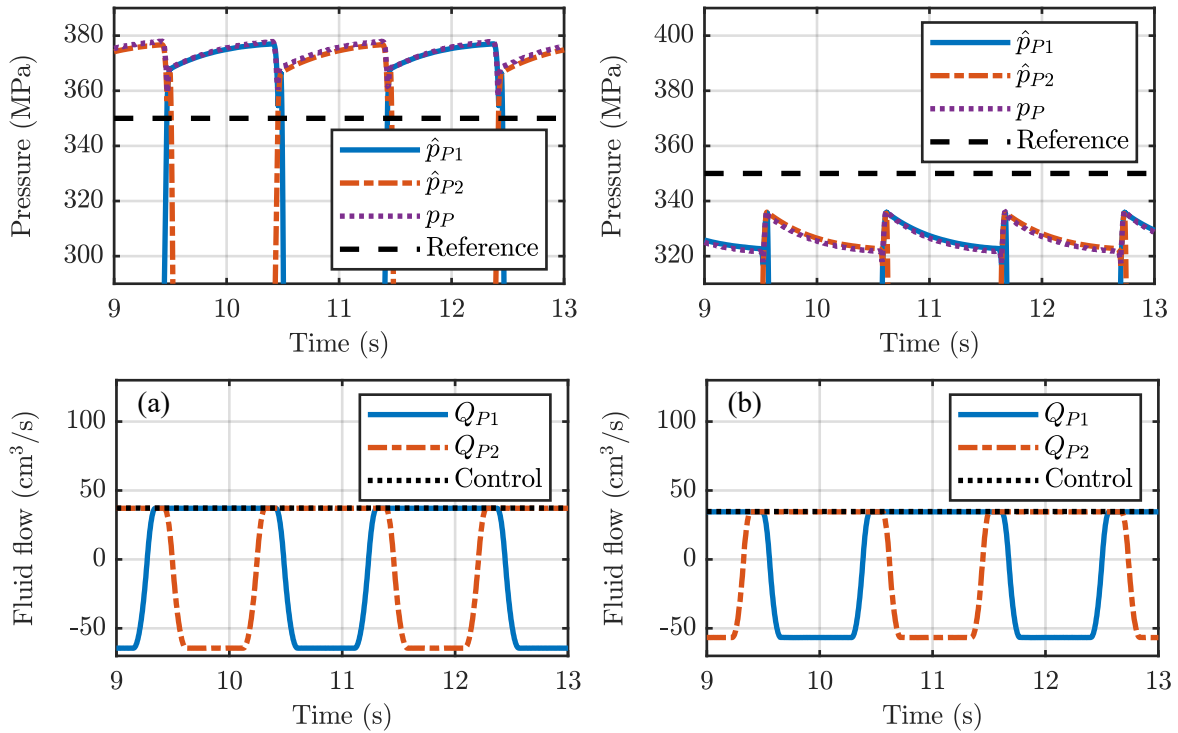 Pressure (MPa)
380
360
340
320
300
p̂P1
p̂P2
pP
Reference
9 10 11 12 13
Time (s)
Pressure (MPa)
400
380
360
340
320
p̂P1
p̂P2
pP
Reference
9 10 11 12 13
Time (s)
Fluid flow (cm³/s)
100
50
0
-50
(a)
QP1
QP2
Control
9 10 11 12 13
Time (s)
Fluid flow (cm³/s)
100
50
0
-50
(b)
QP1
QP2
Control
9 10 11 12 13
Time (s)